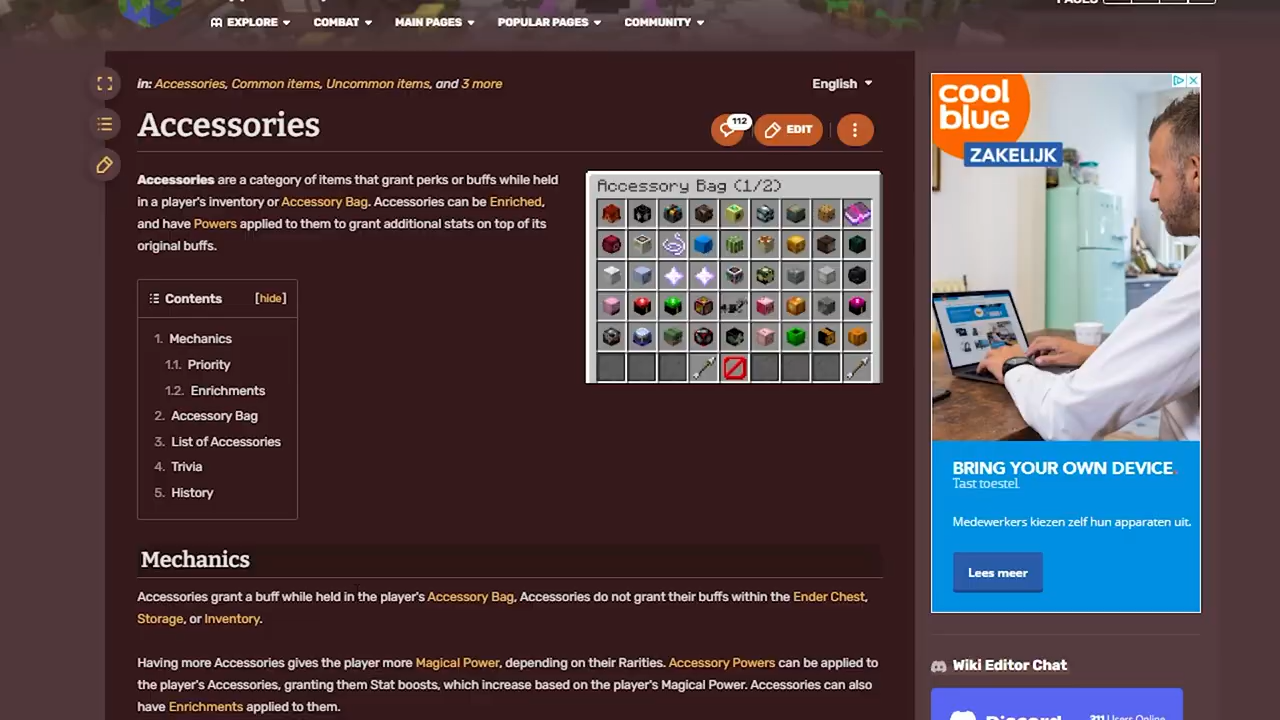 EXPLORE
COMBAT
MAIN PAGES
POPULAR PAGES
COMMUNITY
in: Accessories, Common items, Uncommon items, and 3 more
English
Accessories
112
EDIT
Accessories are a category of items that grant perks or buffs while held
in a player's inventory or Accessory Bag. Accessories can be Enriched,
and have Powers applied to them to grant additional stats on top of its
original buffs.
Accessory Bag (1/2)
Contents [hide]
1. Mechanics
1.1. Priority
1.2. Enrichments
2. Accessory Bag
3. List of Accessories
4. Trivia
5. History
Mechanics
Accessories grant a buff while held in the player's Accessory Bag, Accessories do not grant their buffs within the Ender Chest,
Storage, or Inventory.
Having more Accessories gives the player more Magical Power, depending on their Rarities. Accessory Powers can be applied to
the player's Accessories, granting them Stat boosts, which increase based on the player's Magical Power. Accessories can also
have Enrichments applied to them.
cool
blue
ZAKELIJK
BRING YOUR OWN DEVICE.
Tast toestel.
Medewerkers kiezen zelf hun apparaten uit.
Lees meer
Wiki Editor Chat
Discord
311 Users Online